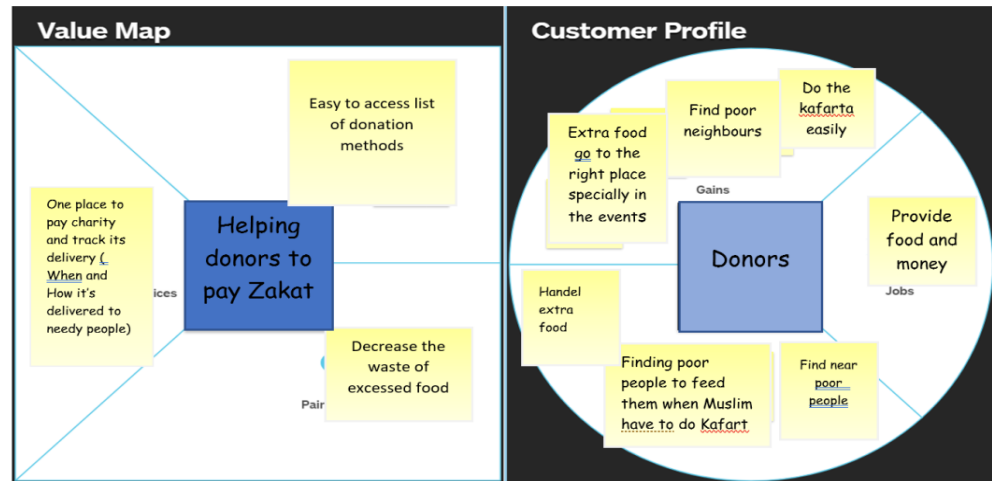 Value Map
Easy to access list
of donation
methods
One place to
pay charity
and track its
delivery (
When and
How it's
delivered to
needy people)
ices
Helping
donors to
pay Zakat
Decrease the
waste of
excessed food
Pair
Customer Profile
Do the
kafarta
easily
Find poor
neighbours
Extra food
go to the
right place
specially in
the events
Gains
Donors
Provide
food and
money
Jobs
Handel
extra
food
Finding poor
people to feed
them when Muslim
have to do Kafart
Find near
poor
people